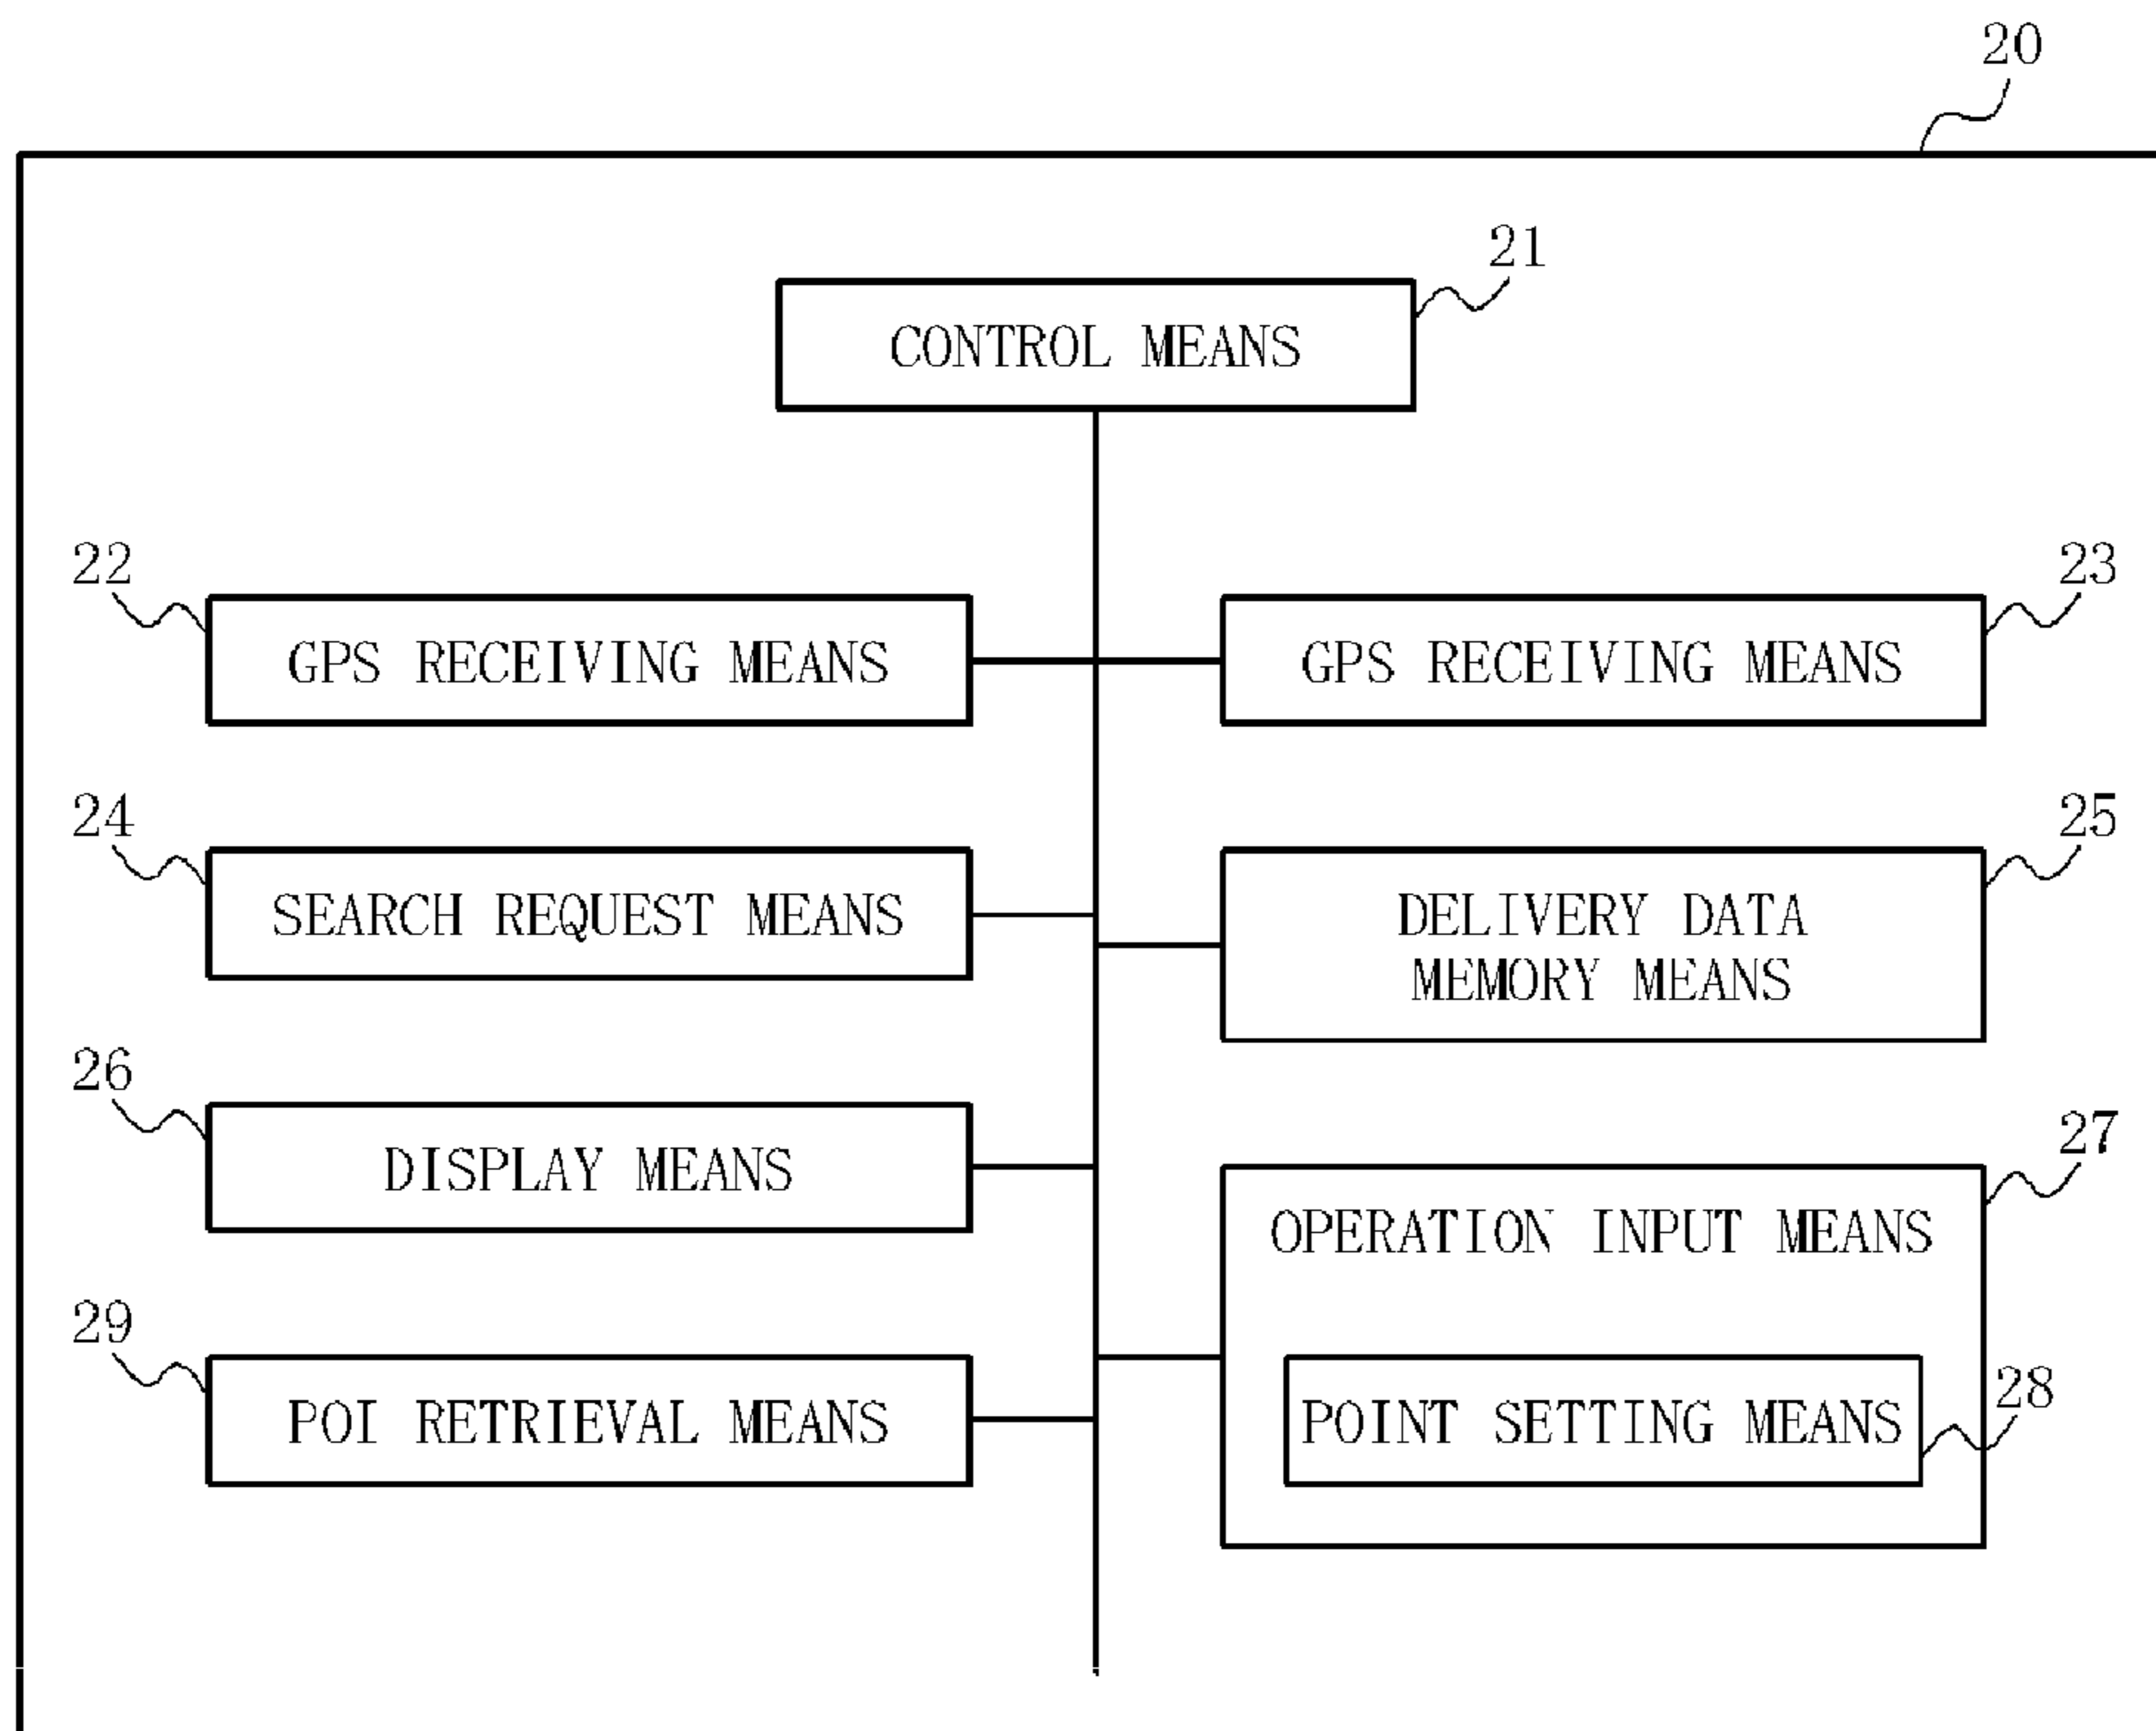 20
21
CONTROL MEANS
22
23
GPS RECEIVING MEANS
GPS RECEIVING MEANS
24
25
SEARCH REQUEST MEANS
DELIVERY DATA
MEMORY MEANS
26
27
DISPLAY MEANS
OPERATION INPUT MEANS
29
28
POI RETRIEVAL MEANS
POINT SETTING MEANS